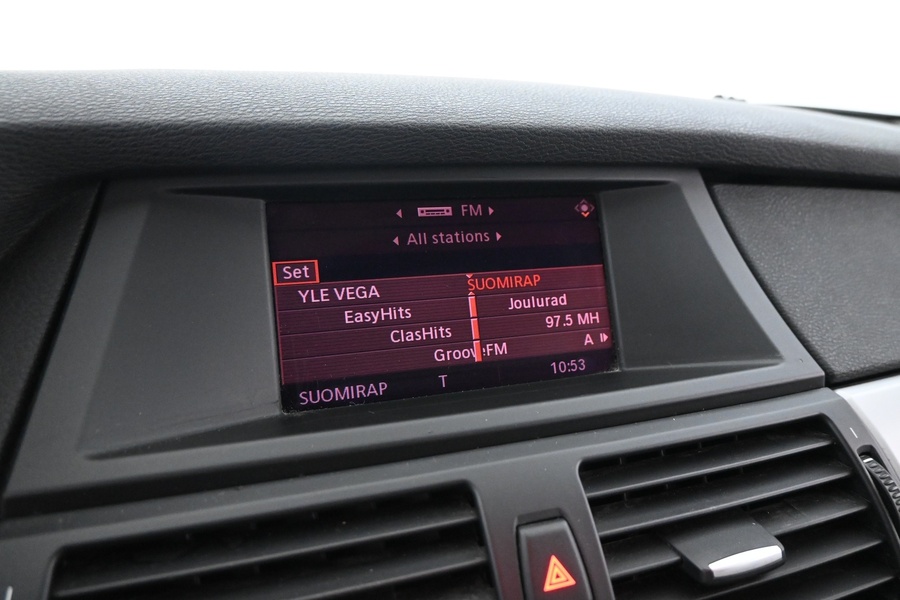 FM
All stations
Set
SUOMIRAP
YLE VEGA
Joulurad
EasyHits
97.5 MH
ClasHits
A
GrooveFM
10:53
T
SUOMIRAP